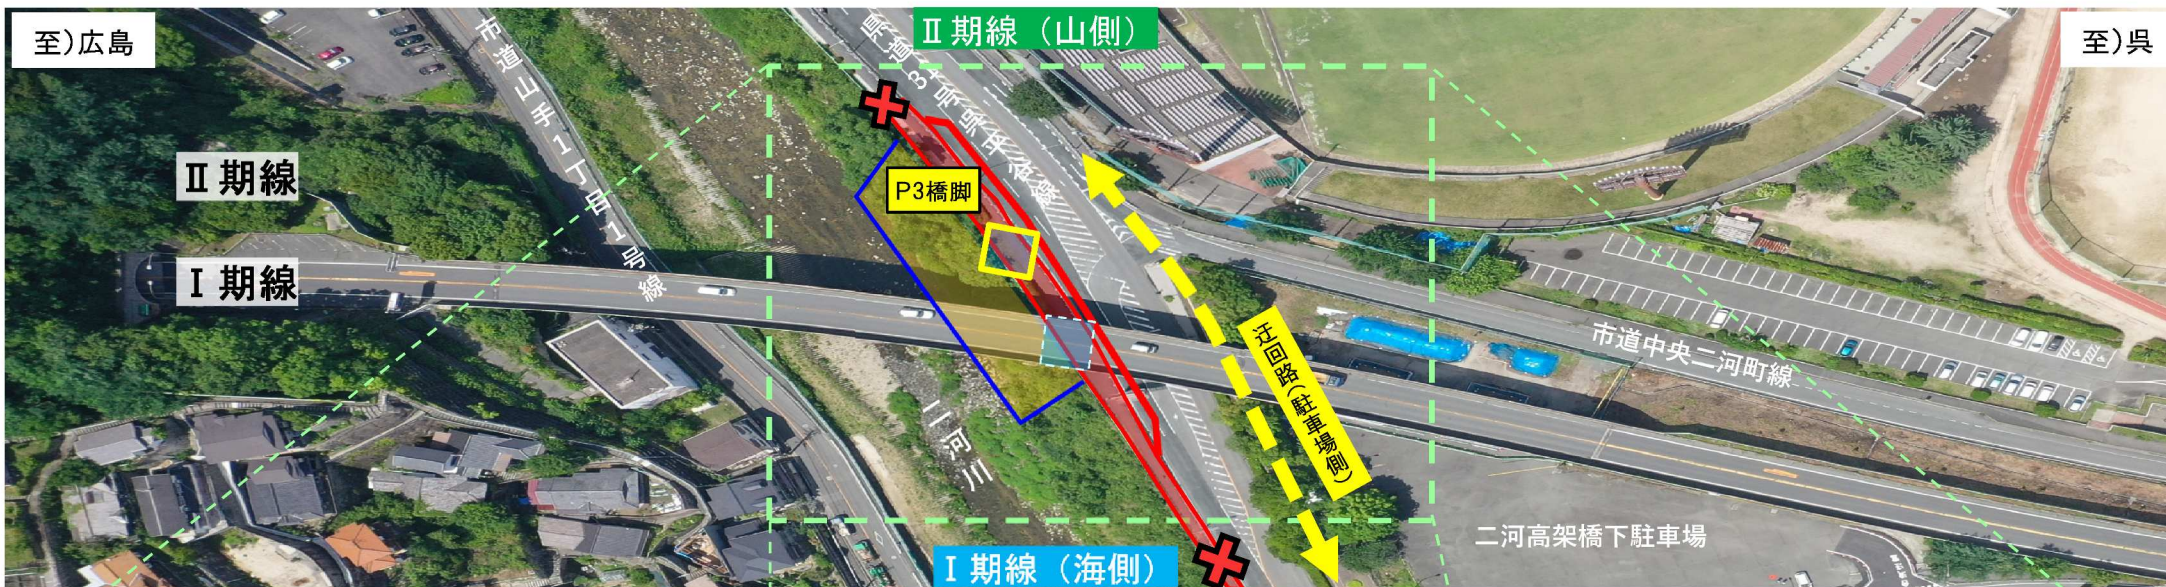 至)広島
Ⅱ期線（山側）
至)呉
市道山手1丁目1号線
県道31号呉平谷線
Ⅱ期線
P3橋脚
Ⅰ期線
迂回路(駐車場側)
市道中央二河町線
二河川
二河高架橋下駐車場
Ⅰ期線（海側）